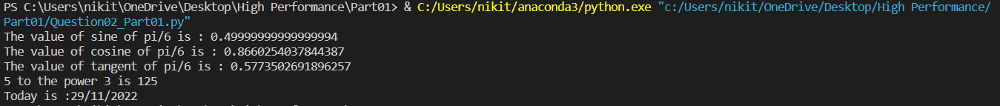 PS C:\Users\nikit\OneDrive\Desktop\High Performance\Part01> & C:/Users/nikit/anaconda3/python.exe "c:/Users/nikit/OneDrive/Desktop/High Performance/
Part01/Question02_Part01.py"
The value of sine of pi/6 is : 0.49999999999999994
The value of cosine of pi/6 is : 0.8660254037844387
The value of tangent of pi/6 is : 0.5773502691896257
5 to the power 3 is 125
Today is :29/11/2022